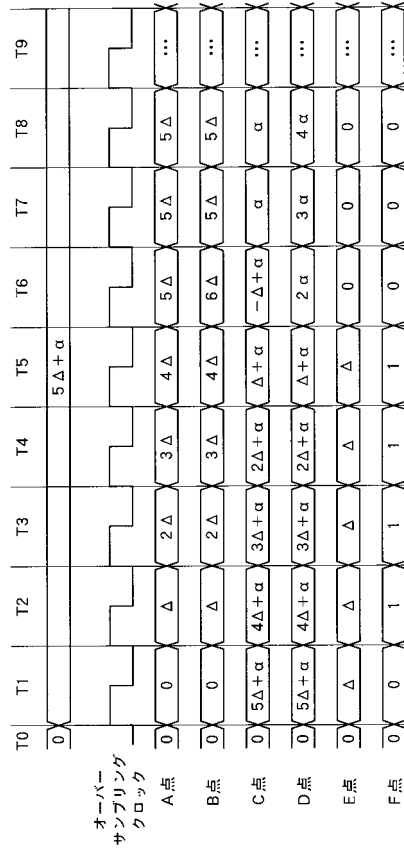 T0 T1 T2 T3 T4 T5 T6 T7 T8 T9
0 5Δ+α
オーバー
サンプリング
クロック
A点 0 0 Δ 2Δ 3Δ 4Δ 5Δ 5Δ 5Δ …
B点 0 0 Δ 2Δ 3Δ 4Δ 6Δ 5Δ 5Δ …
C点 0 5Δ+α 4Δ+α 3Δ+α 2Δ+α Δ+α -Δ+α α α …
D点 0 5Δ+α 4Δ+α 3Δ+α 2Δ+α Δ+α 2α 3α 4α …
E点 0 Δ Δ Δ Δ Δ 0 0 0 …
F点 0 0 1 1 1 1 0 0 0 …